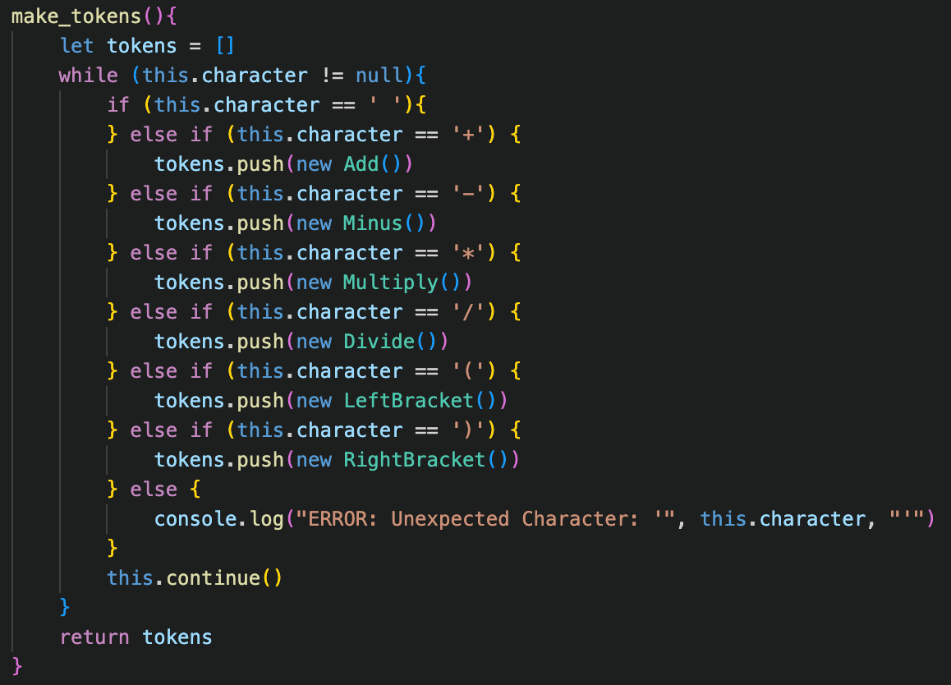 make_tokens(){
    let tokens = []
    while (this.character != null){
        if (this.character == ' '){
        } else if (this.character == '+') {
            tokens.push(new Add())
        } else if (this.character == '-') {
            tokens.push(new Minus())
        } else if (this.character == '*') {
            tokens.push(new Multiply())
        } else if (this.character == '/') {
            tokens.push(new Divide())
        } else if (this.character == '(') {
            tokens.push(new LeftBracket())
        } else if (this.character == ')') {
            tokens.push(new RightBracket())
        } else {
            console.log("ERROR: Unexpected Character: '", this.character, "'")
        }
        this.continue()
    }
    return tokens
}